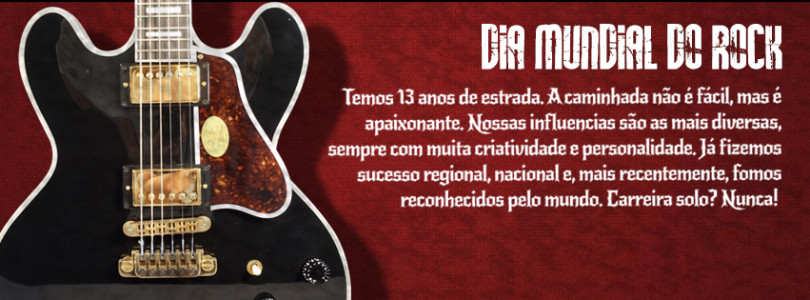 DIA MUNDIAL DO ROCK
Temos 13 anos de estrada. A caminhada não é fácil, mas é
apaixonante. Nossas influencias são as mais diversas,
sempre com muita criatividade e personalidade. Já fizemos
sucesso regional, nacional e, mais recentemente, fomos
reconhecidos pelo mundo. Carreira solo? Nunca!